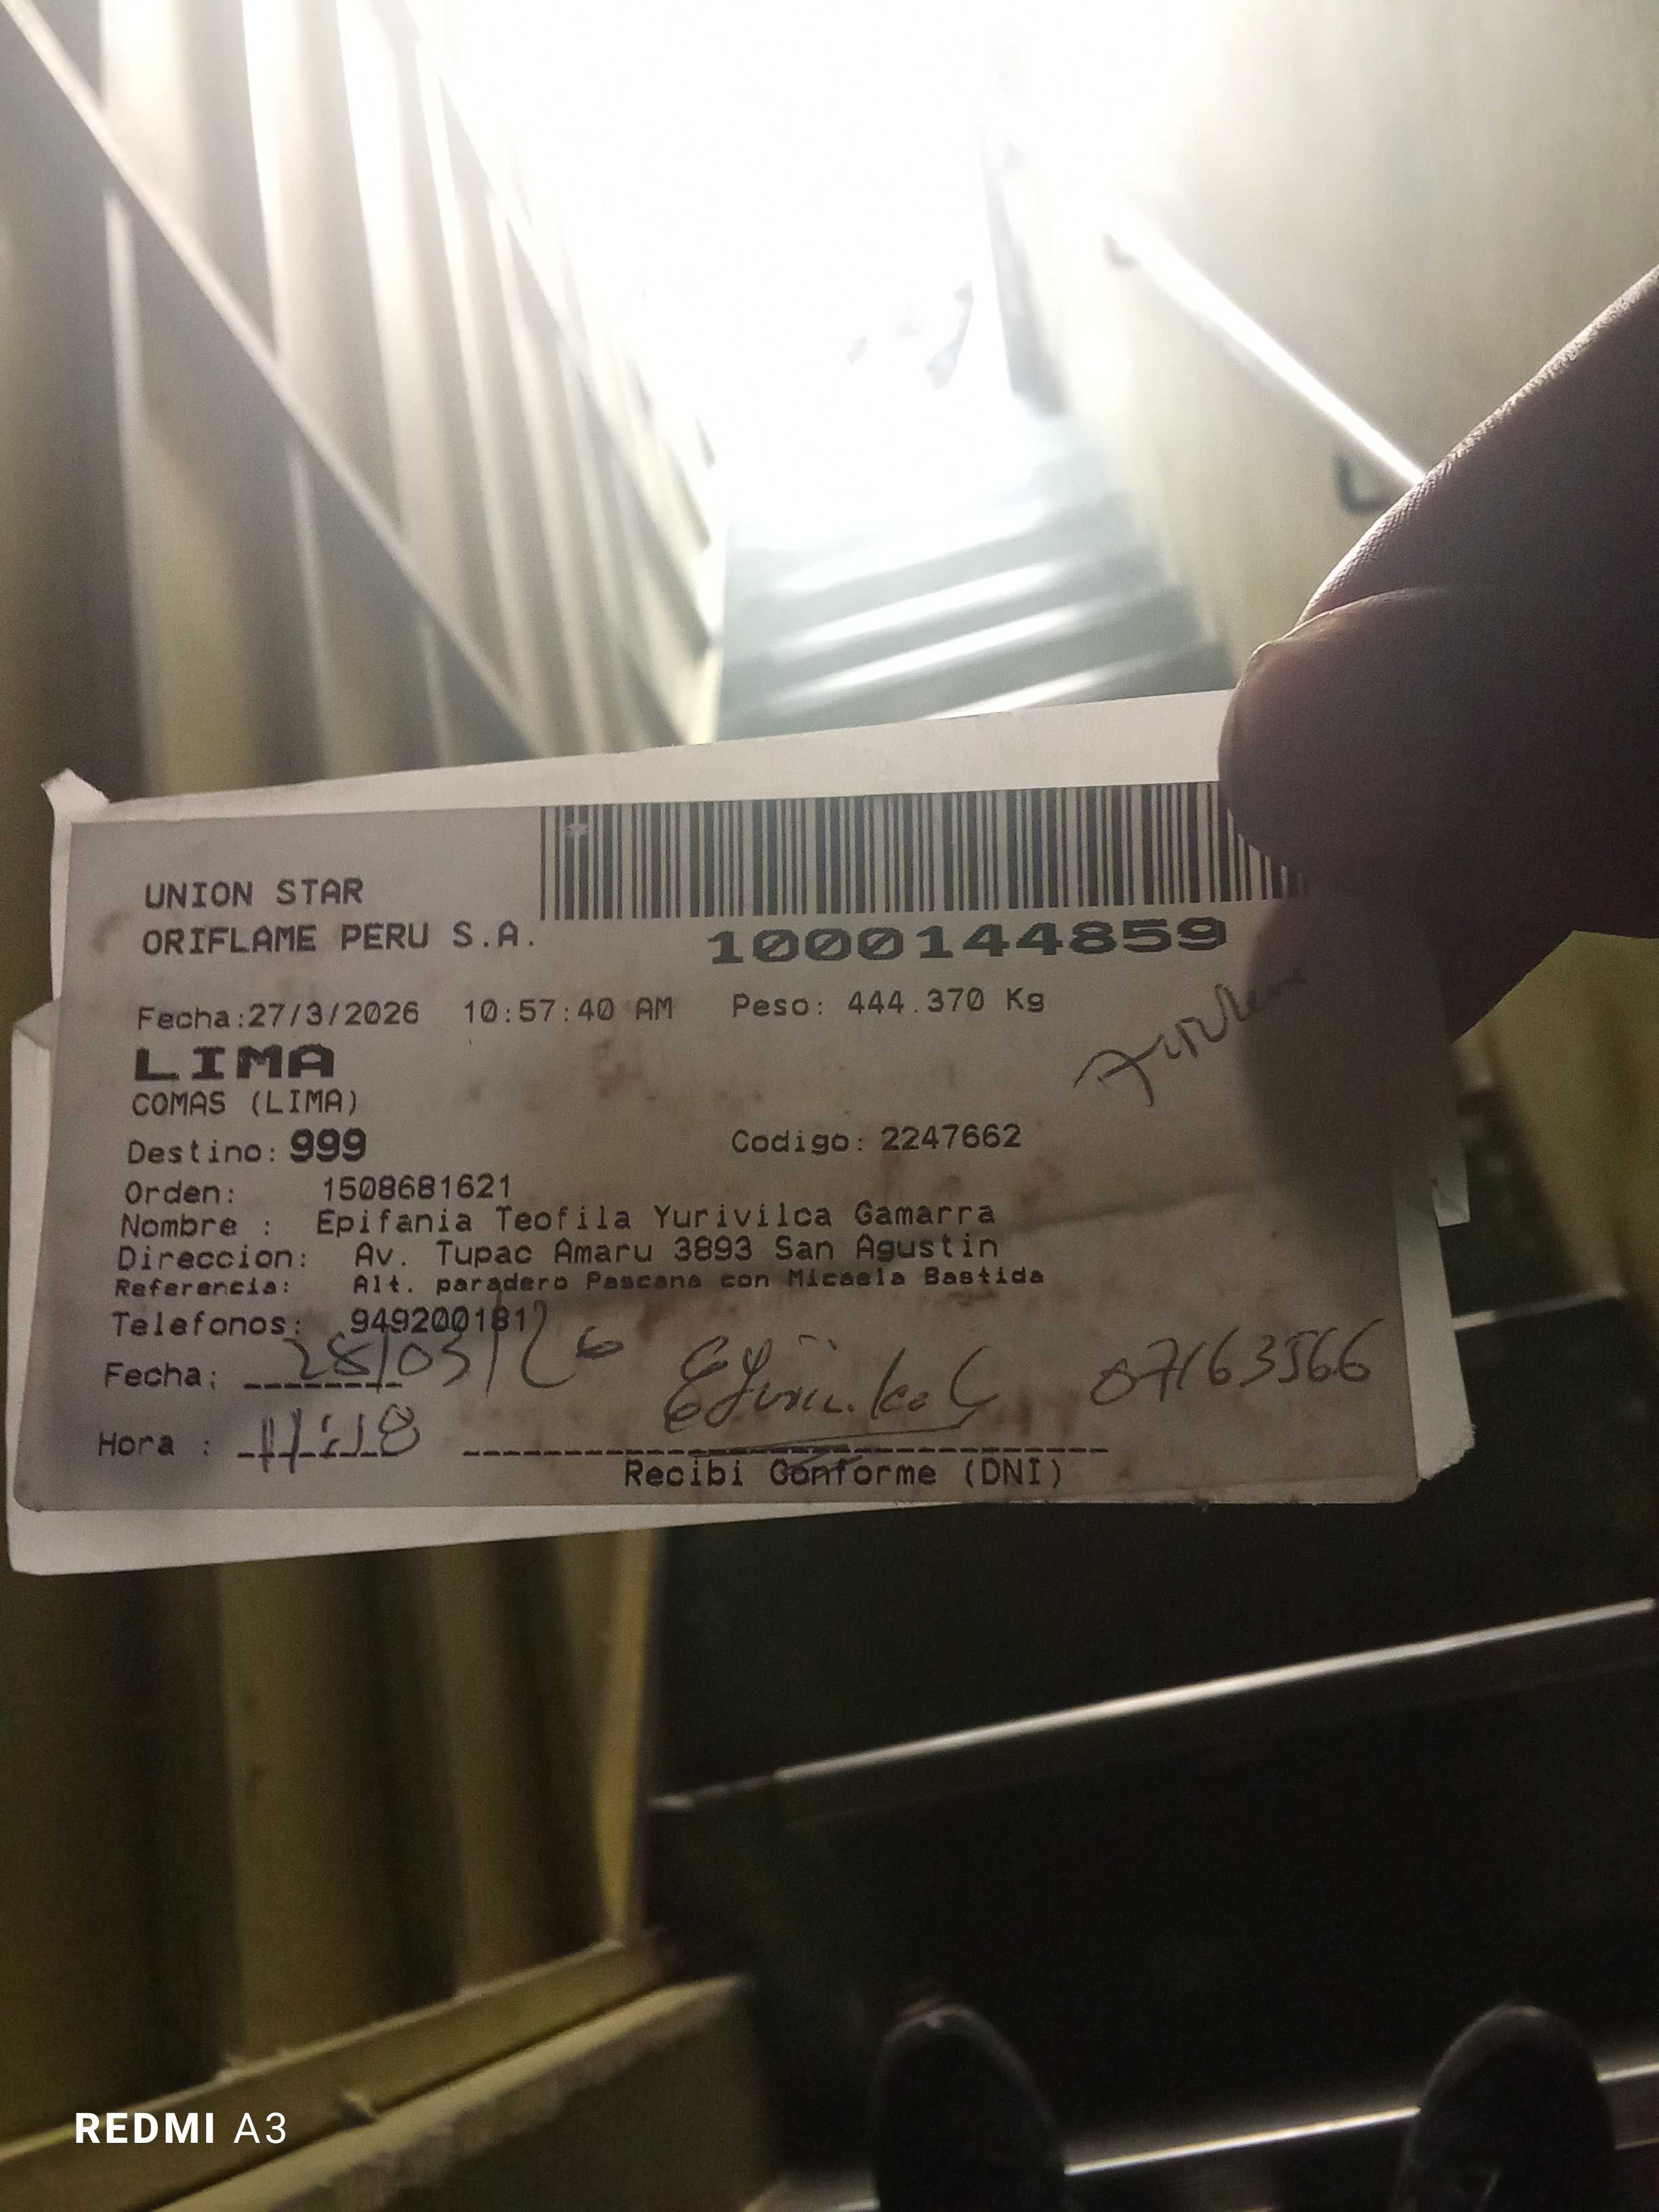 UNION STAR
ORIFLAME PERU S.A.
1000144859
Fecha:27/3/2026 10:57:40 AM Peso: 444.370 Kg
LIMA
COMAS (LIMA)
Destino: 999 Codigo: 2247662
Orden: 1508681621
Nombre : Epifania Teofila Yurivilca Gamarra
Direccion: Av. Tupac Amaru 3893 San Agustin
Referencia: Alt. paradero Pascana con Micaela Bastida
Telefonos: 949200181
Fecha: 28/03/26 07163566
Hora : 11:18
Recibi Conforme (DNI)
REDMI A3